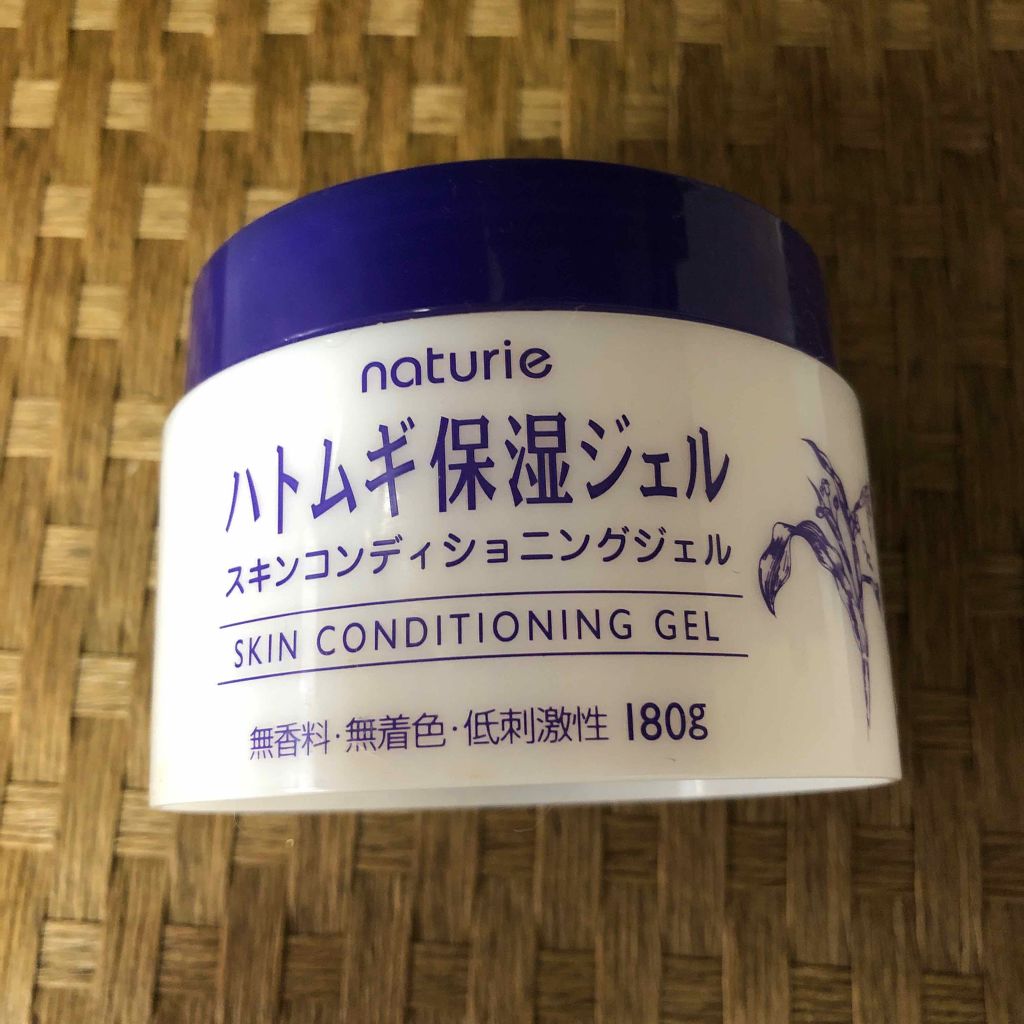 naturie
ハトムギ保湿ジェル
スキンコンディショニングジェル
SKIN CONDITIONING GEL
無香料・無着色・低刺激性 180g